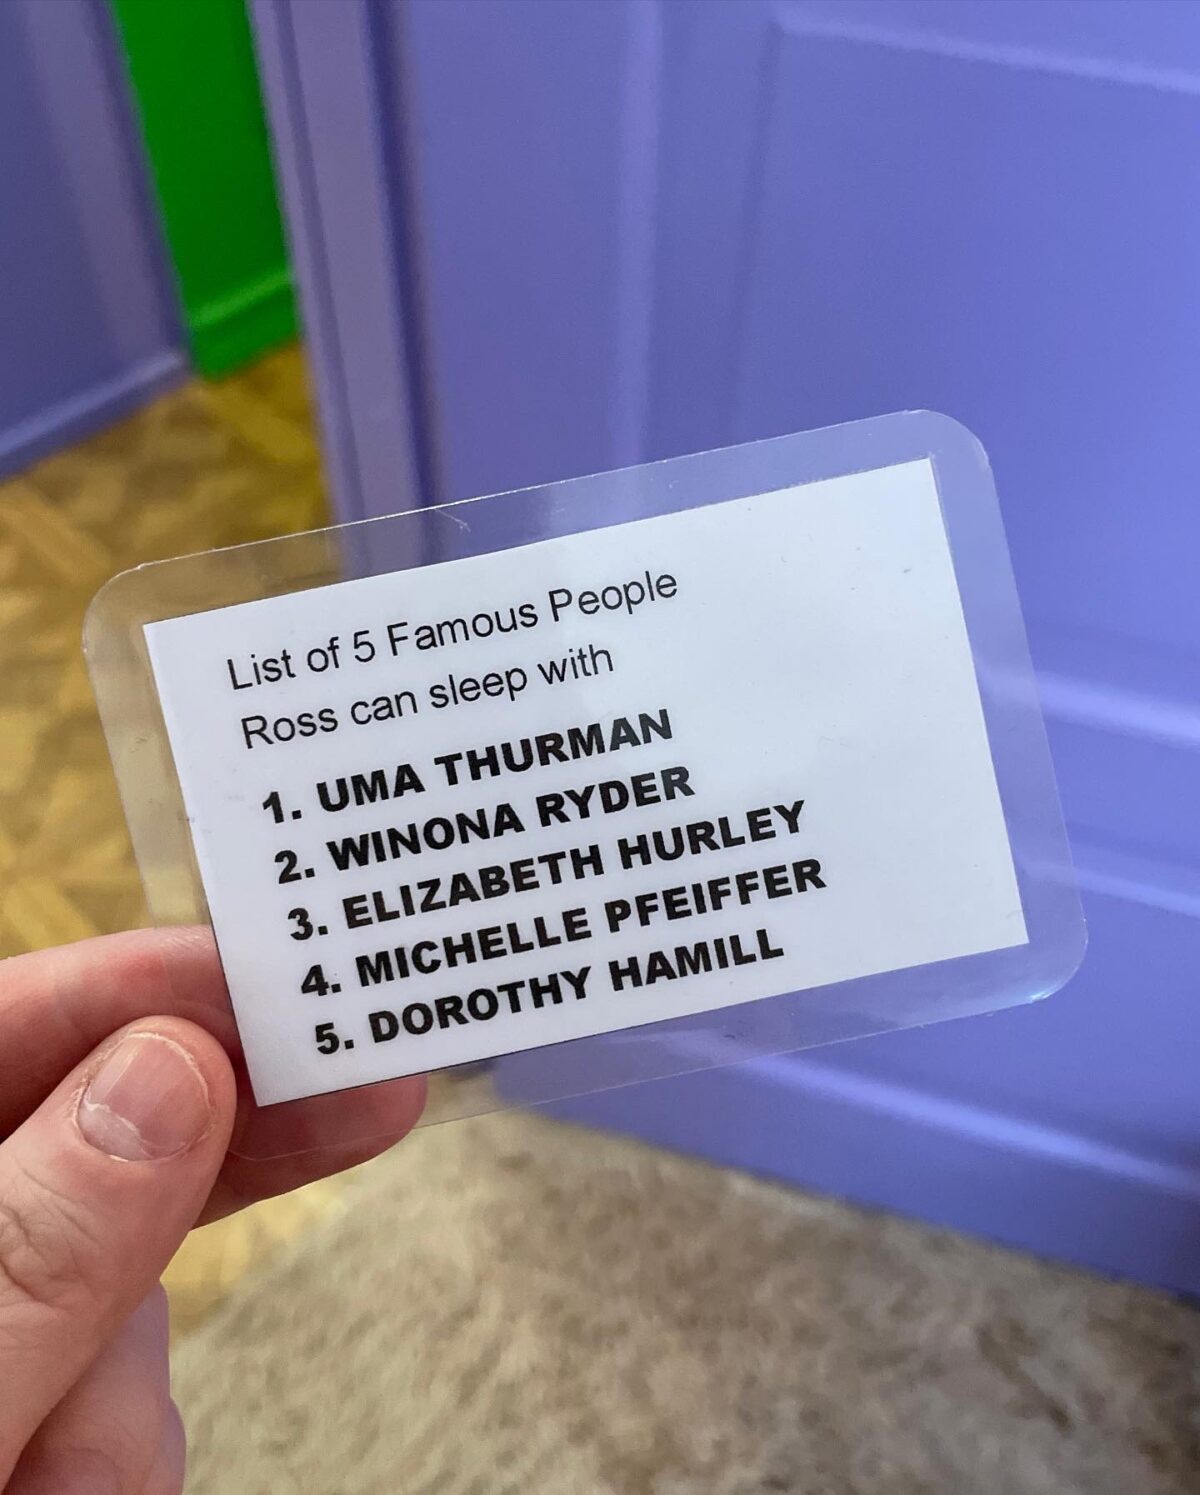 List of 5 Famous People
Ross can sleep with
1. UMA THURMAN
2. WINONA RYDER
3. ELIZABETH HURLEY
4. MICHELLE PFEIFFER
5. DOROTHY HAMILL